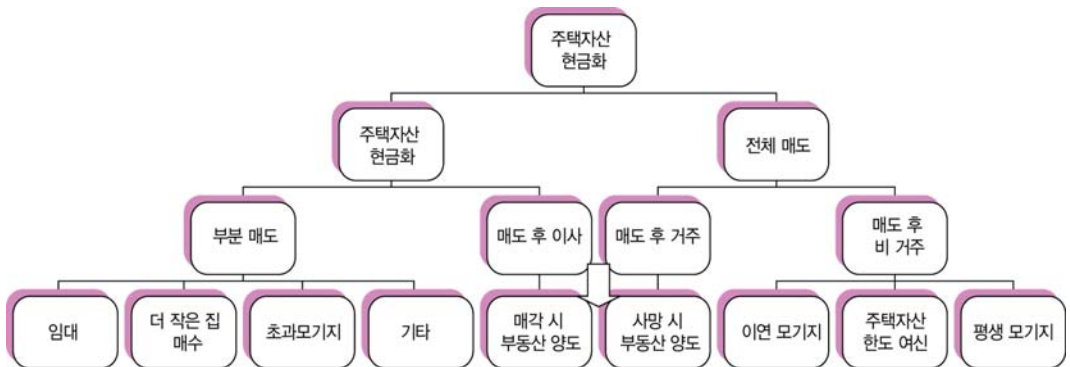 주택자산
현금화
주택자산
현금화
전체 매도
부분 매도
매도 후 이사
매도 후 거주
매도 후
비 거주
임대
더 작은 집
매수
초과모기지
기타
매각 시
부동산 양도
사망 시
부동산 양도
이연 모기지
주택자산
한도 여신
평생 모기지